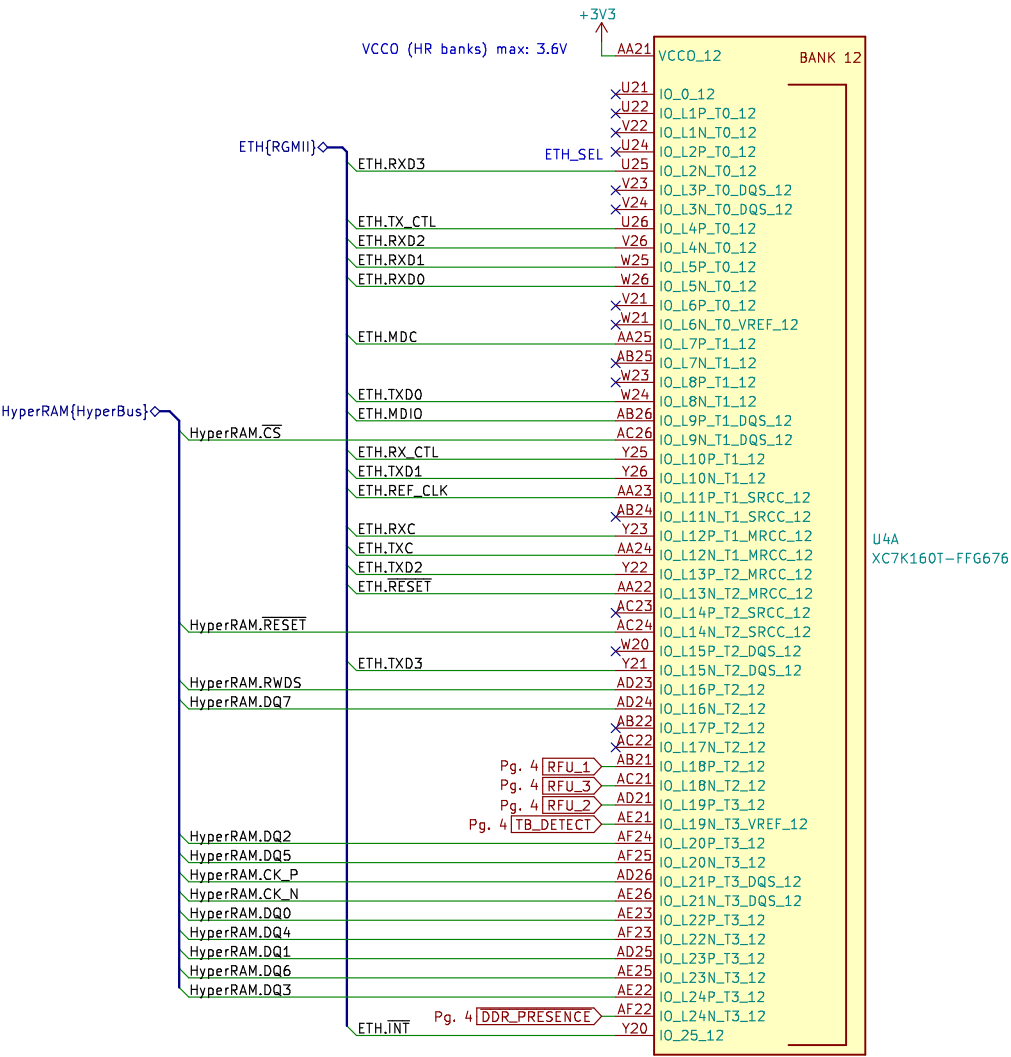 +3V3
VCCO (HR banks) max: 3.6V
AA21 VCCO_12
BANK 12
U21 IO_0_12
U22 IO_L1P_T0_12
V22 IO_L1N_T0_12
ETH{RGMII}
ETH_SEL U24 IO_L2P_T0_12
ETH.RXD3 U25 IO_L2N_T0_12
V23 IO_L3P_T0_DQS_12
V24 IO_L3N_T0_DQS_12
ETH.TX_CTL U26 IO_L4P_T0_12
ETH.RXD2 V26 IO_L4N_T0_12
ETH.RXD1 W25 IO_L5P_T0_12
ETH.RXD0 W26 IO_L5N_T0_12
V21 IO_L6P_T0_12
W21 IO_L6N_T0_VREF_12
ETH.MDC AA25 IO_L7P_T1_12
AB25 IO_L7N_T1_12
W23 IO_L8P_T1_12
ETH.TXD0 W24 IO_L8N_T1_12
HyperRAM{HyperBus}
ETH.MDIO AB26 IO_L9P_T1_DQS_12
HyperRAM.CS AC26 IO_L9N_T1_DQS_12
ETH.RX_CTL Y25 IO_L10P_T1_12
ETH.TXD1 Y26 IO_L10N_T1_12
ETH.REF_CLK AA23 IO_L11P_T1_SRCC_12
AB24 IO_L11N_T1_SRCC_12
ETH.RXC Y23 IO_L12P_T1_MRCC_12
U4A
ETH.TXC AA24 IO_L12N_T1_MRCC_12
XC7K160T-FFG676
ETH.TXD2 Y22 IO_L13P_T2_MRCC_12
ETH.RESET AA22 IO_L13N_T2_MRCC_12
AC23 IO_L14P_T2_SRCC_12
HyperRAM.RESET AC24 IO_L14N_T2_SRCC_12
W20 IO_L15P_T2_DQS_12
ETH.TXD3 Y21 IO_L15N_T2_DQS_12
HyperRAM.RWDS AD23 IO_L16P_T2_12
HyperRAM.DQ7 AD24 IO_L16N_T2_12
AB22 IO_L17P_T2_12
AC22 IO_L17N_T2_12
Pg. 4 RFU_1 AB21 IO_L18P_T2_12
Pg. 4 RFU_3 AC21 IO_L18N_T2_12
Pg. 4 RFU_2 AD21 IO_L19P_T3_12
Pg. 4 TB_DETECT AE21 IO_L19N_T3_VREF_12
HyperRAM.DQ2 AF24 IO_L20P_T3_12
HyperRAM.DQ5 AF25 IO_L20N_T3_12
HyperRAM.CK_P AD26 IO_L21P_T3_DQS_12
HyperRAM.CK_N AE26 IO_L21N_T3_DQS_12
HyperRAM.DQ0 AE23 IO_L22P_T3_12
HyperRAM.DQ4 AF23 IO_L22N_T3_12
HyperRAM.DQ1 AD25 IO_L23P_T3_12
HyperRAM.DQ6 AE25 IO_L23N_T3_12
HyperRAM.DQ3 AE22 IO_L24P_T3_12
Pg. 4 DDR_PRESENCE AF22 IO_L24N_T3_12
ETH.INT Y20 IO_25_12